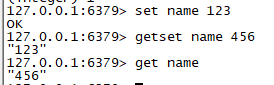 127.0.0.1:6379> set name 123
OK
127.0.0.1:6379> getset name 456
"123"
127.0.0.1:6379> get name
"456"